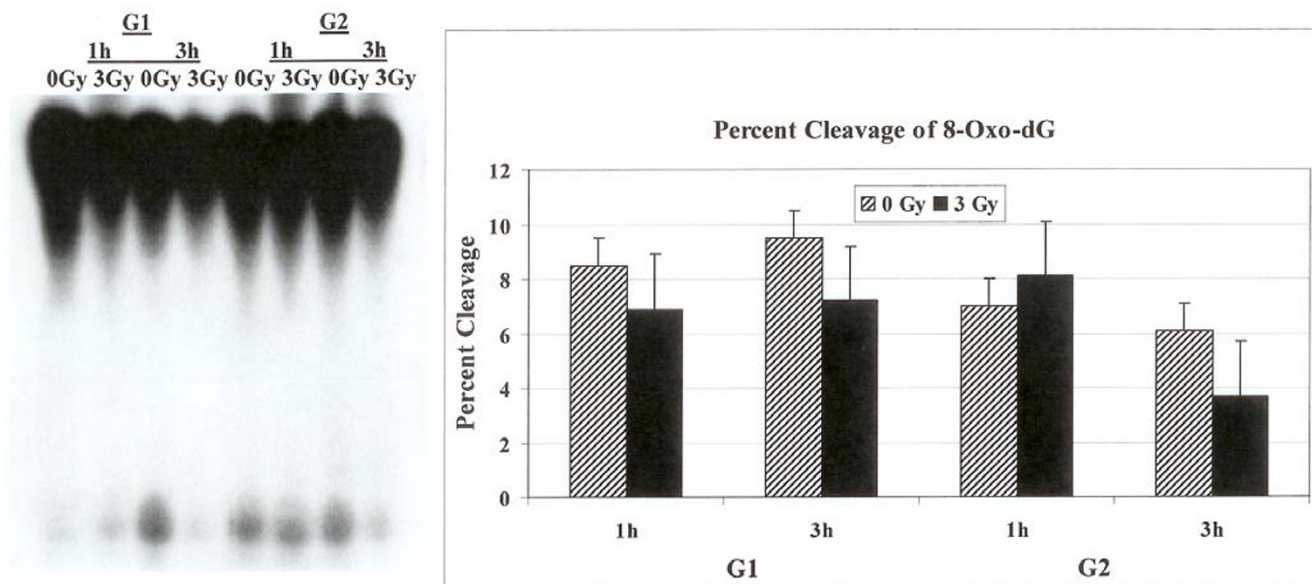 G1 G2
1h 3h 1h 3h
0Gy 3Gy 0Gy 3Gy 0Gy 3Gy 0Gy 3Gy
Percent Cleavage of 8-Oxo-dG
0 Gy 3 Gy
Percent Cleavage
12
10
8
6
4
2
0
1h 3h 1h 3h
G1 G2